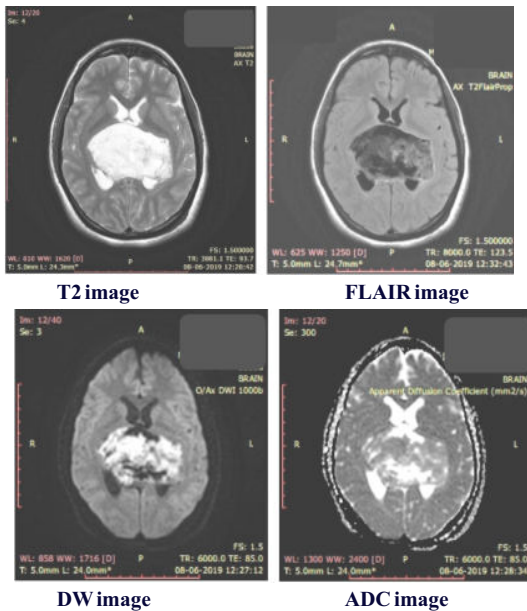 Im: 12/20
Se: 4
A
BRAIN
AX T2
R
L
FS: 1.500000
WL: 810 WW: 1620 [D]
TR: 3081.1 TE: 93.7
T: 5.0mm L: 24.3mm
P
08-06-2019 12:28:42
T2 image
A
H
BRAIN
AX T2FlairProp
R
L
FS: 1.500000
WL: 625 WW: 1250 [D]
TR: 8000.0 TE: 123.5
T: 5.0mm L: 24.7mm
P
08-06-2019 12:32:43
FLAIR image
Im: 12/40
Se: 3
A
BRAIN
O/Ax DWI 1000b
R
L
FS: 1.5
WL: 858 WW: 1716 [D]
P
TR: 6000.0 TE: 85.0
T: 5.0mm L: 24.0mm
08-06-2019 12:27:12
DW image
Im: 12/20
Se: 300
A
BRAIN
Apparent Diffusion Coefficient (mm2/s)
R
L
FS: 1.5
WL: 1300 WW: 2400 [D]
P
TR: 6000.0 TE: 85.0
T: 5.0mm L: 24.0mm
08-06-2019 12:28:34
ADC image